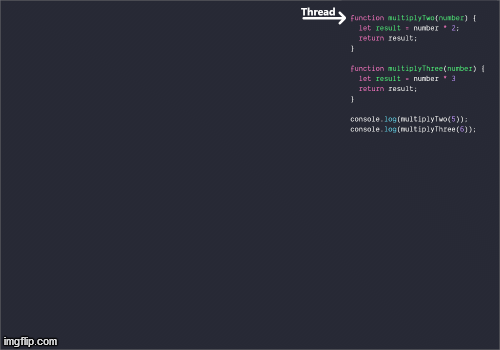 Thread
function multiplyTwo(number) {
let result = number * 2;
return result;
}
function multiplyThree(number) {
let result = number * 3
return result;
}
console.log(multiplyTwo(5));
console.log(multiplyThree(6));
imgflip.com